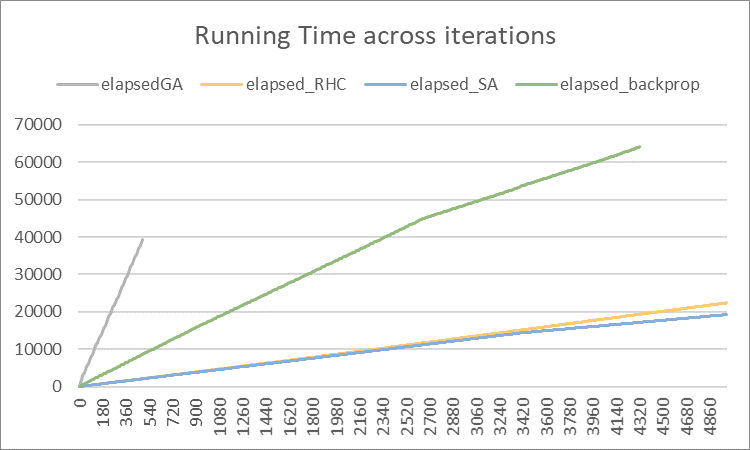 Running Time across iterations
elapsedGA elapsed_RHC elapsed_SA elapsed_backprop
70000
60000
50000
40000
30000
20000
10000
0
0 180 360 540 720 900 1080 1260 1440 1620 1800 1980 2160 2340 2520 2700 2880 3060 3240 3420 3600 3780 3960 4140 4320 4500 4680 4860